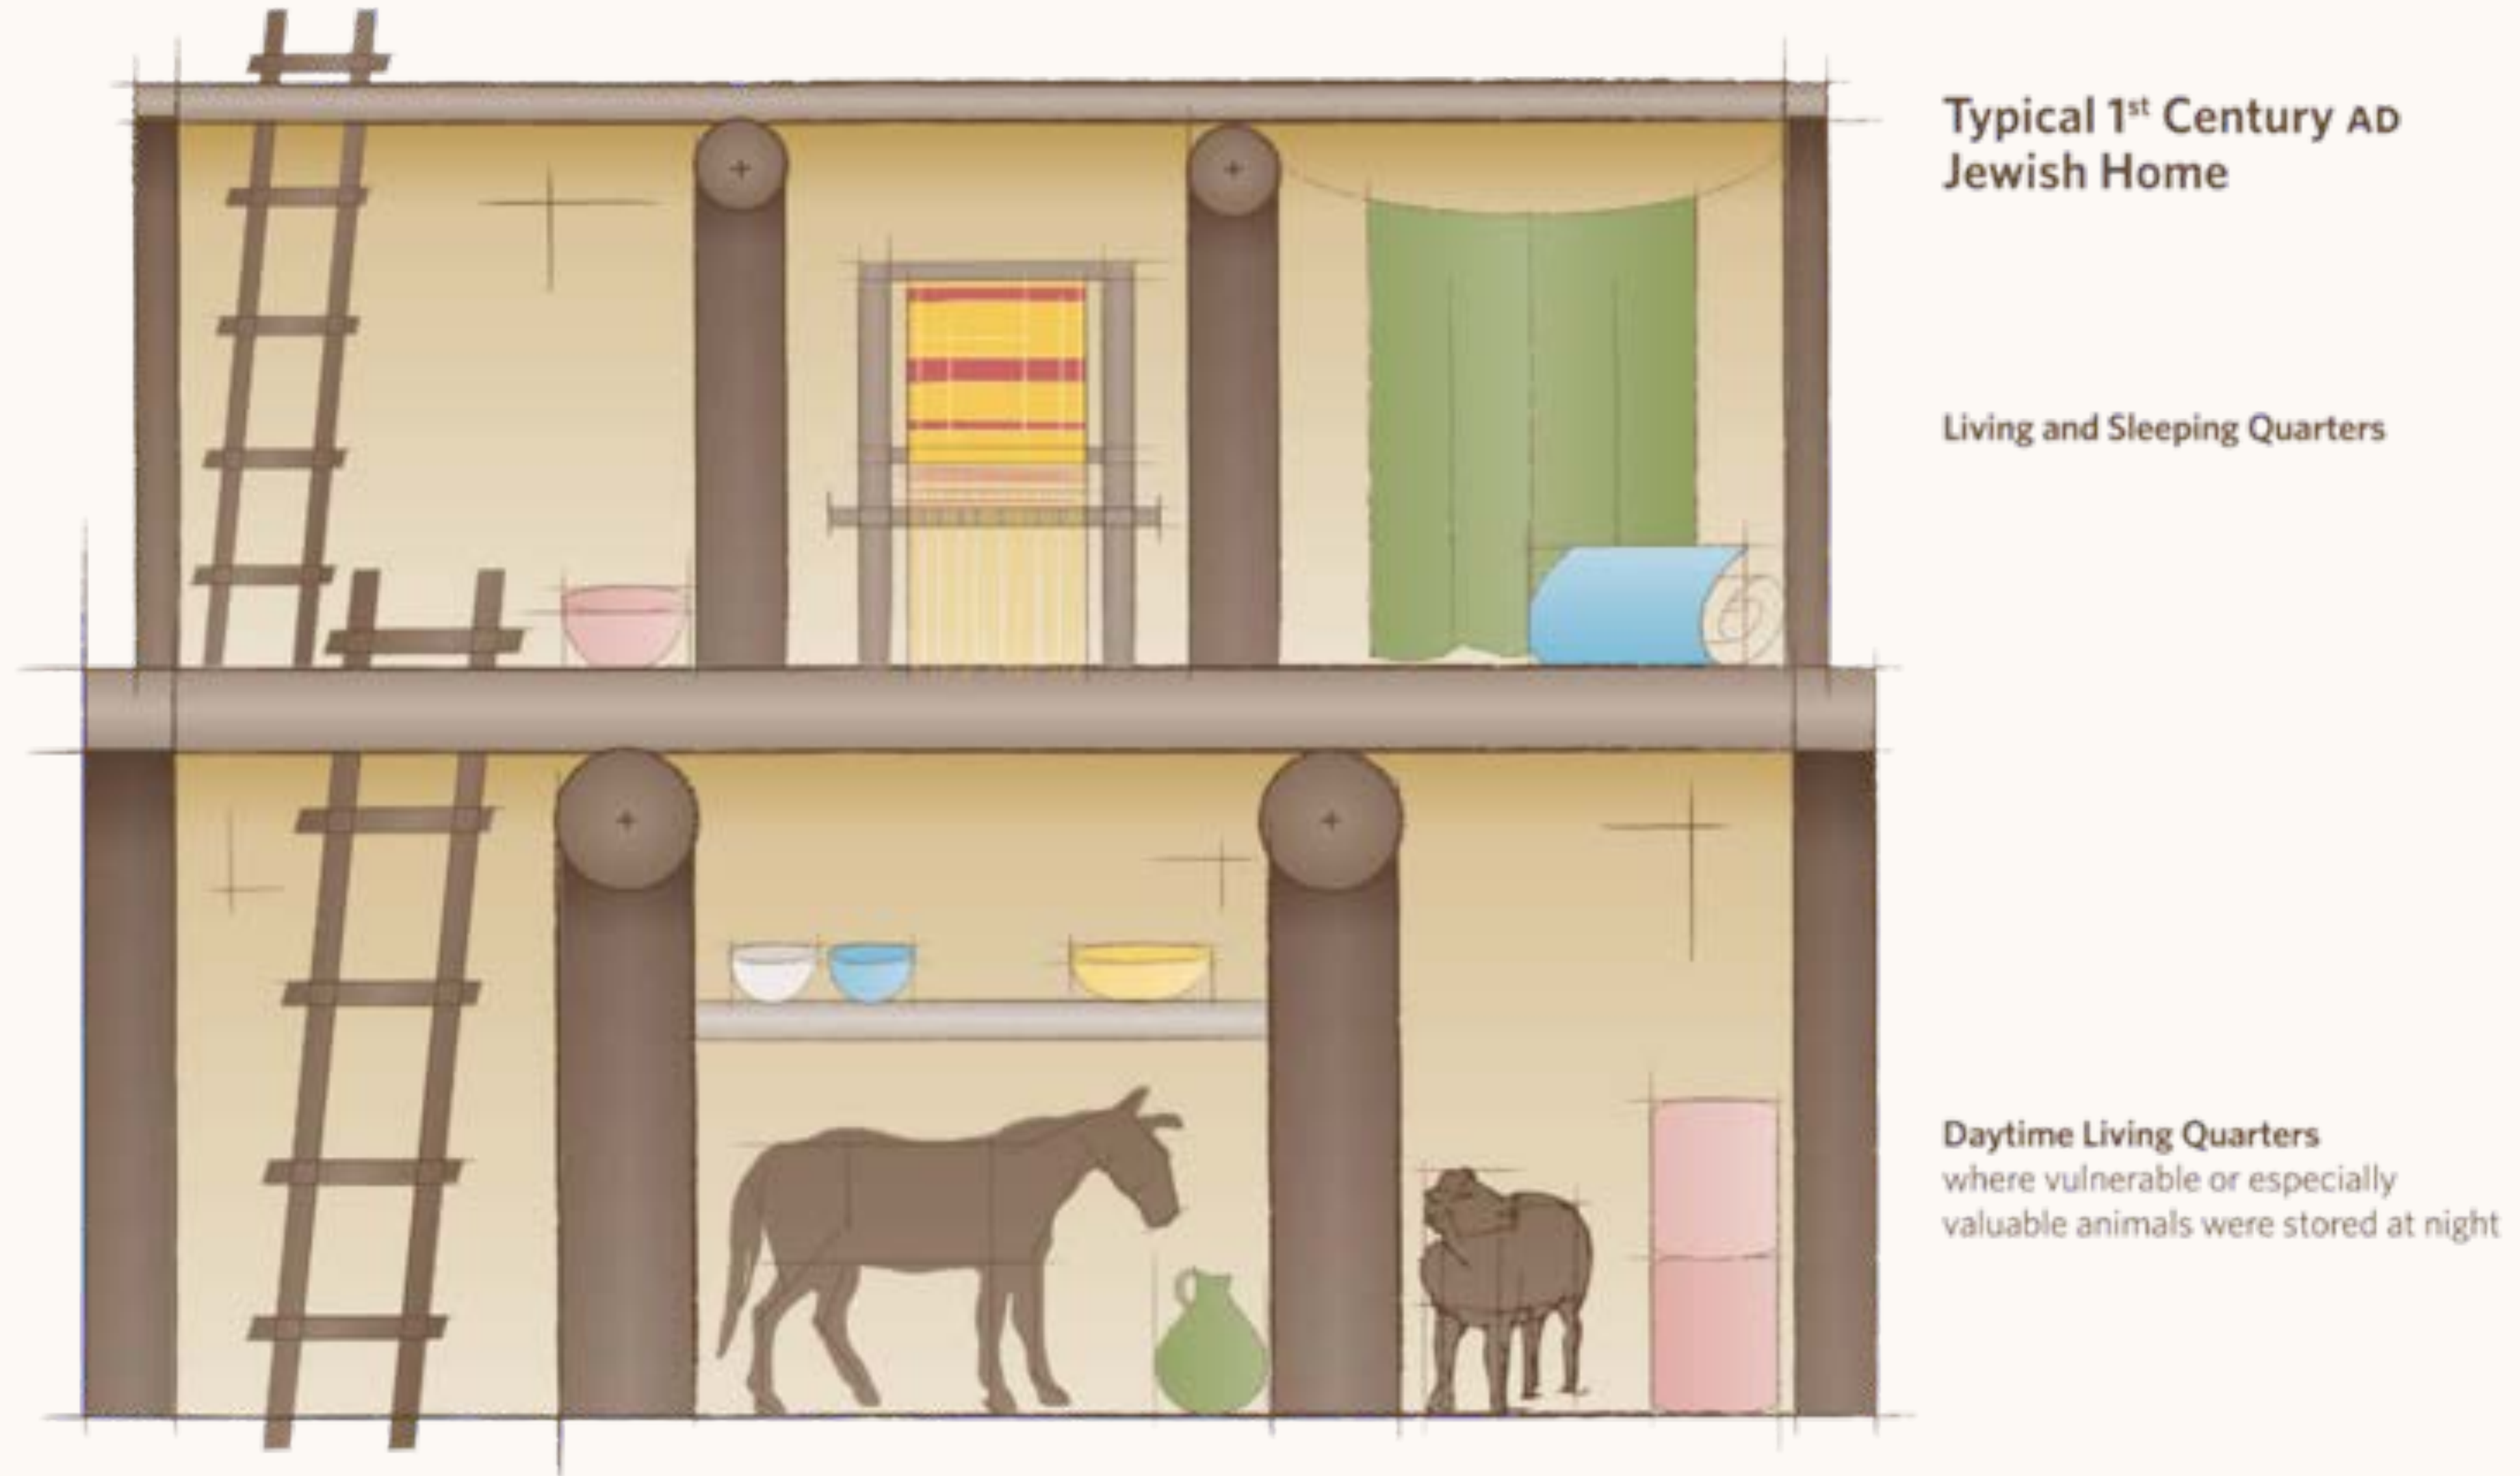 Typical 1st Century AD
Jewish Home
Living and Sleeping Quarters
Daytime Living Quarters
where vulnerable or especially
valuable animals were stored at night